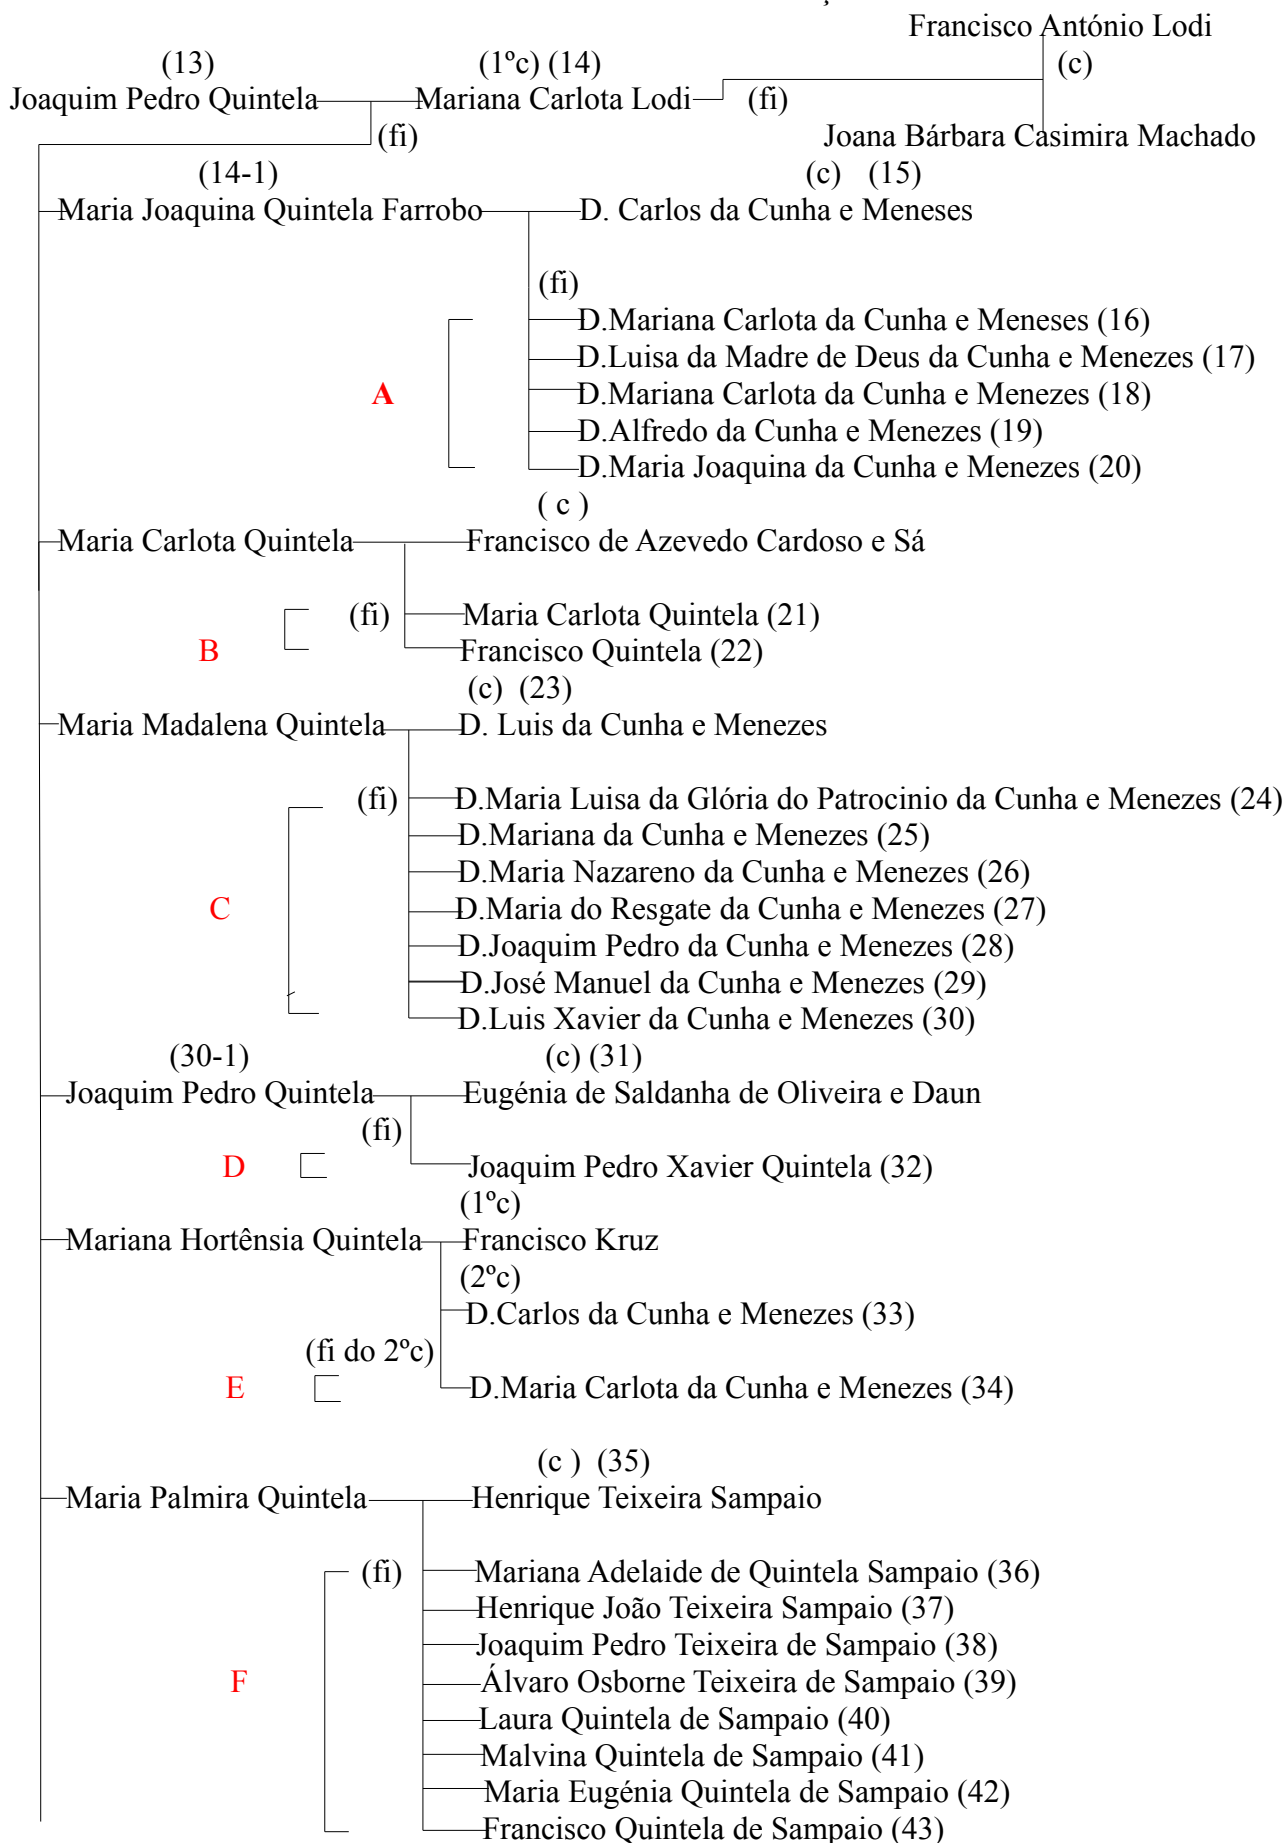 Francisco António Lodi
(13) (1ºc) (14) (c)
Joaquim Pedro Quintela Mariana Carlota Lodi (fi)
(fi) Joana Bárbara Casimira Machado
(14-1) (c) (15)
Maria Joaquina Quintela Farrobo D. Carlos da Cunha e Meneses
(fi)
D.Mariana Carlota da Cunha e Meneses (16)
D.Luisa da Madre de Deus da Cunha e Menezes (17)
A D.Mariana Carlota da Cunha e Menezes (18)
D.Alfredo da Cunha e Menezes (19)
D.Maria Joaquina da Cunha e Menezes (20)
( c )
Maria Carlota Quintela Francisco de Azevedo Cardoso e Sá
(fi) Maria Carlota Quintela (21)
B Francisco Quintela (22)
(c) (23)
Maria Madalena Quintela D. Luis da Cunha e Menezes
(fi) D.Maria Luisa da Glória do Patrocinio da Cunha e Menezes (24)
D.Mariana da Cunha e Menezes (25)
D.Maria Nazareno da Cunha e Menezes (26)
C D.Maria do Resgate da Cunha e Menezes (27)
D.Joaquim Pedro da Cunha e Menezes (28)
D.José Manuel da Cunha e Menezes (29)
D.Luis Xavier da Cunha e Menezes (30)
(30-1) (c) (31)
Joaquim Pedro Quintela Eugénia de Saldanha de Oliveira e Daun
(fi)
D Joaquim Pedro Xavier Quintela (32)
(1ºc)
Mariana Hortênsia Quintela Francisco Kruz
(2ºc)
D.Carlos da Cunha e Menezes (33)
(fi do 2ºc)
E D.Maria Carlota da Cunha e Menezes (34)
(c ) (35)
Maria Palmira Quintela Henrique Teixeira Sampaio
(fi) Mariana Adelaide de Quintela Sampaio (36)
Henrique João Teixeira Sampaio (37)
Joaquim Pedro Teixeira de Sampaio (38)
F Álvaro Osborne Teixeira de Sampaio (39)
Laura Quintela de Sampaio (40)
Malvina Quintela de Sampaio (41)
Maria Eugénia Quintela de Sampaio (42)
Francisco Quintela de Sampaio (43)